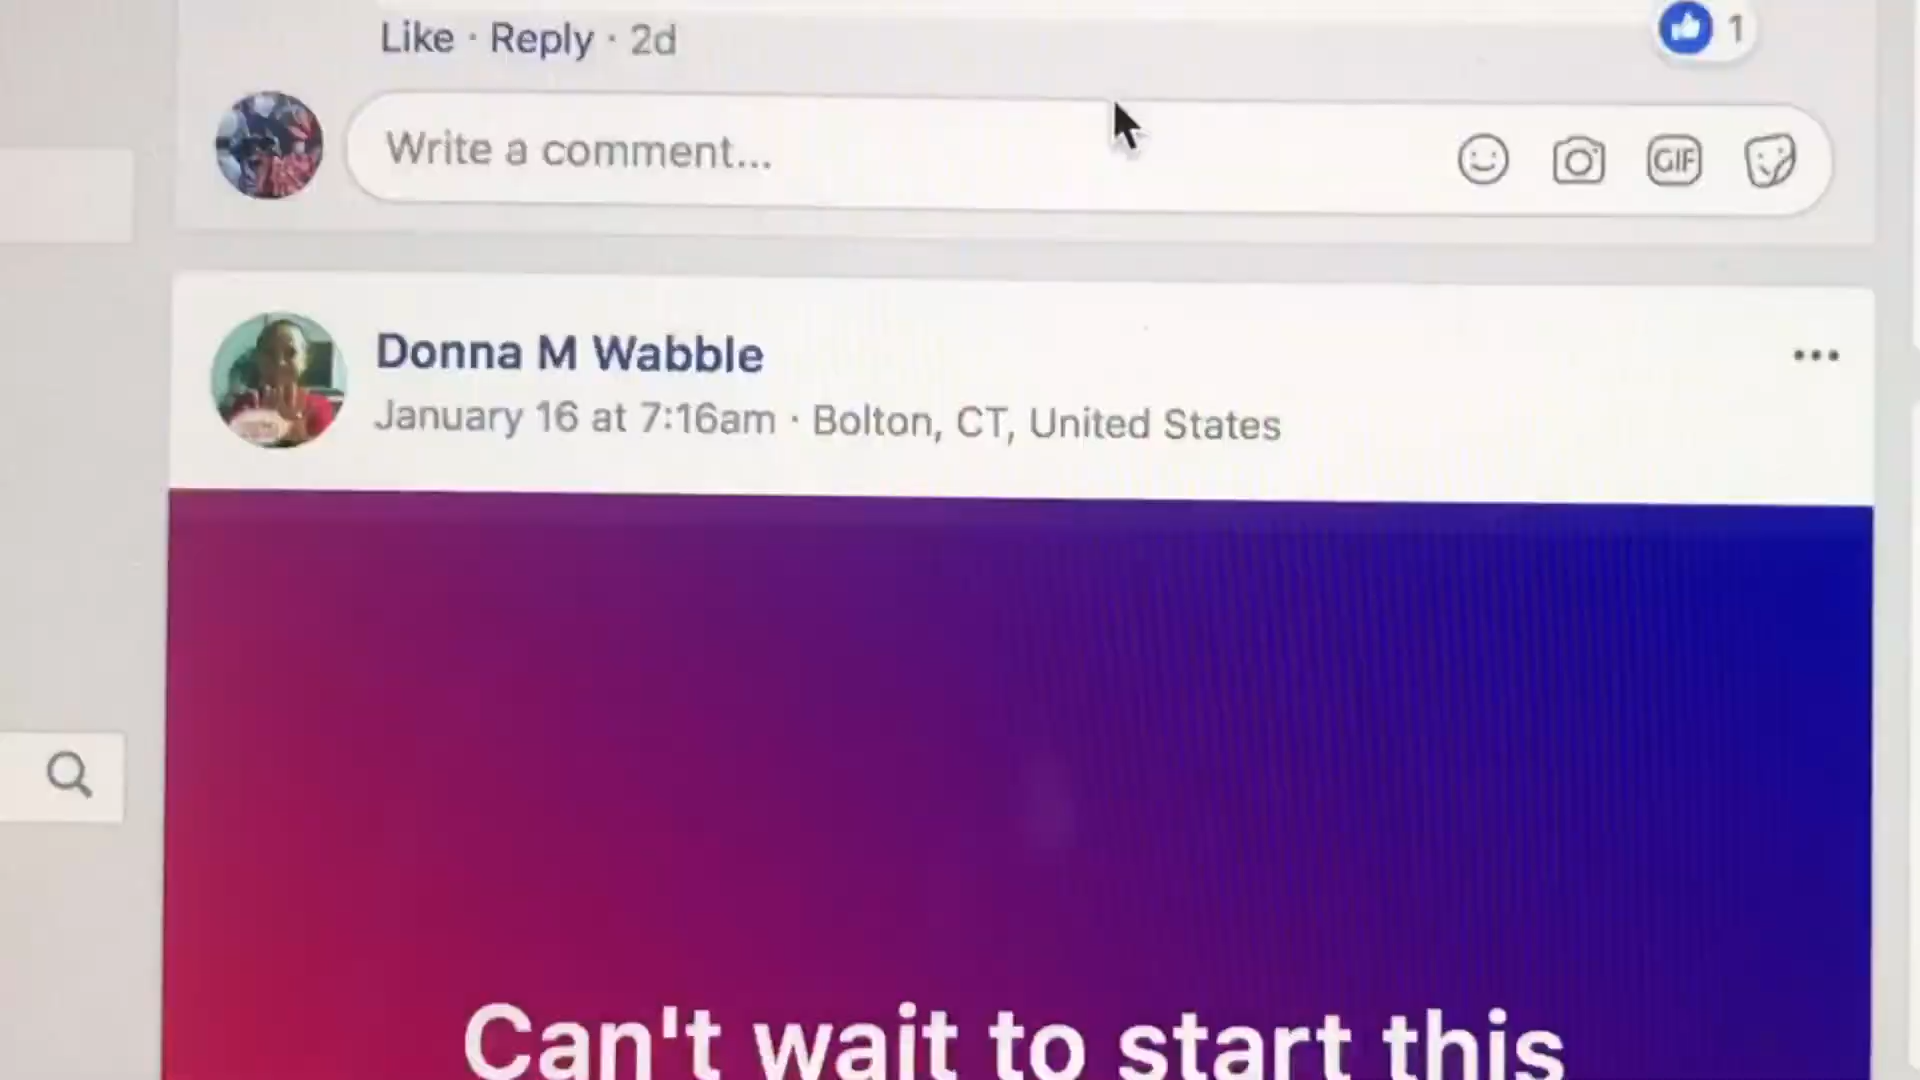 Like · Reply · 2d
1
Write a comment...
GIF
Donna M Wabble
January 16 at 7:16am · Bolton, CT, United States
Can't wait to start this